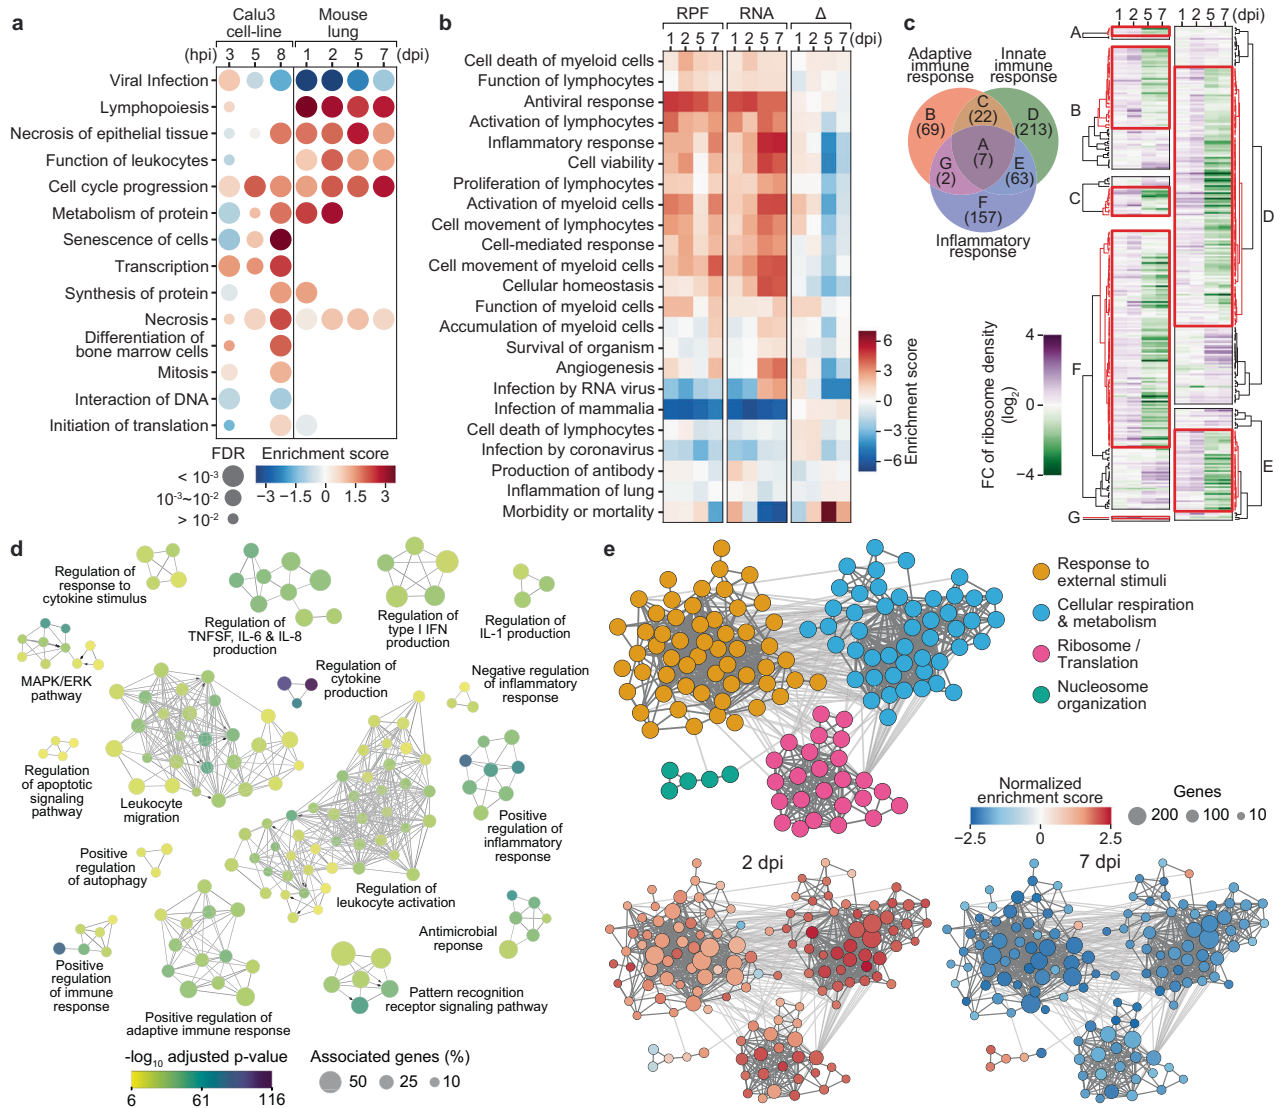 a
Calu3
cell-line
Mouse
lung
(hpi) 3 5 8 1 2 5 7 (dpi)
Viral Infection
Lymphopoiesis
Necrosis of epithelial tissue
Function of leukocytes
Cell cycle progression
Metabolism of protein
Senescence of cells
Transcription
Synthesis of protein
Necrosis
Differentiation of
bone marrow cells
Mitosis
Interaction of DNA
Initiation of translation
FDR
< 10-3
10-3~10-2
> 10-2
Enrichment score
−3 −1.5 0 1.5 3
b
RPF RNA Δ
1 2 5 7 1 2 5 7 1 2 5 7 (dpi)
Cell death of myeloid cells
Function of lymphocytes
Antiviral response
Activation of lymphocytes
Inflammatory response
Cell viability
Proliferation of lymphocytes
Activation of myeloid cells
Cell movement of lymphocytes
Cell-mediated response
Cell movement of myeloid cells
Cellular homeostasis
Function of myeloid cells
Accumulation of myeloid cells
Survival of organism
Angiogenesis
Infection by RNA virus
Infection of mammalia
Cell death of lymphocytes
Infection by coronavirus
Production of antibody
Inflammation of lung
Morbidity or mortality
6
3
0
−3
−6
Enrichment score
c
Adaptive
immune
response
Innate
immune
response
B
(69)
C
(22)
D
(213)
A
(7)
G
(2)
E
(63)
F
(157)
Inflammatory
response
1 2 5 7 1 2 5 7 (dpi)
A
B
C
D
E
F
G
4
0
−4
FC of ribosome density
(log2)
d
Regulation of
response to
cytokine stimulus
Regulation of
TNFSF, IL-6 & IL-8
production
Regulation of
type I IFN
production
Regulation of
IL-1 production
MAPK/ERK
pathway
Regulation of
cytokine
production
Negative regulation
of inflammatory
response
Regulation
of apoptotic
signaling
pathway
Leukocyte
migration
Positive
regulation of
inflammatory
response
Positive
regulation
of autophagy
Regulation of
leukocyte activation
Antimicrobial
reponse
Positive
regulation
of immune
response
Positive regulation of
adaptive immune response
Pattern recognition
receptor signaling pathway
-log10 adjusted p-value
6 61 116
Associated genes (%)
50 25 10
e
Response to
external stimuli
Cellular respiration
& metabolism
Ribosome /
Translation
Nucleosome
organization
Normalized
enrichment score
−2.5 0 2.5
Genes
200 100 10
2 dpi
7 dpi